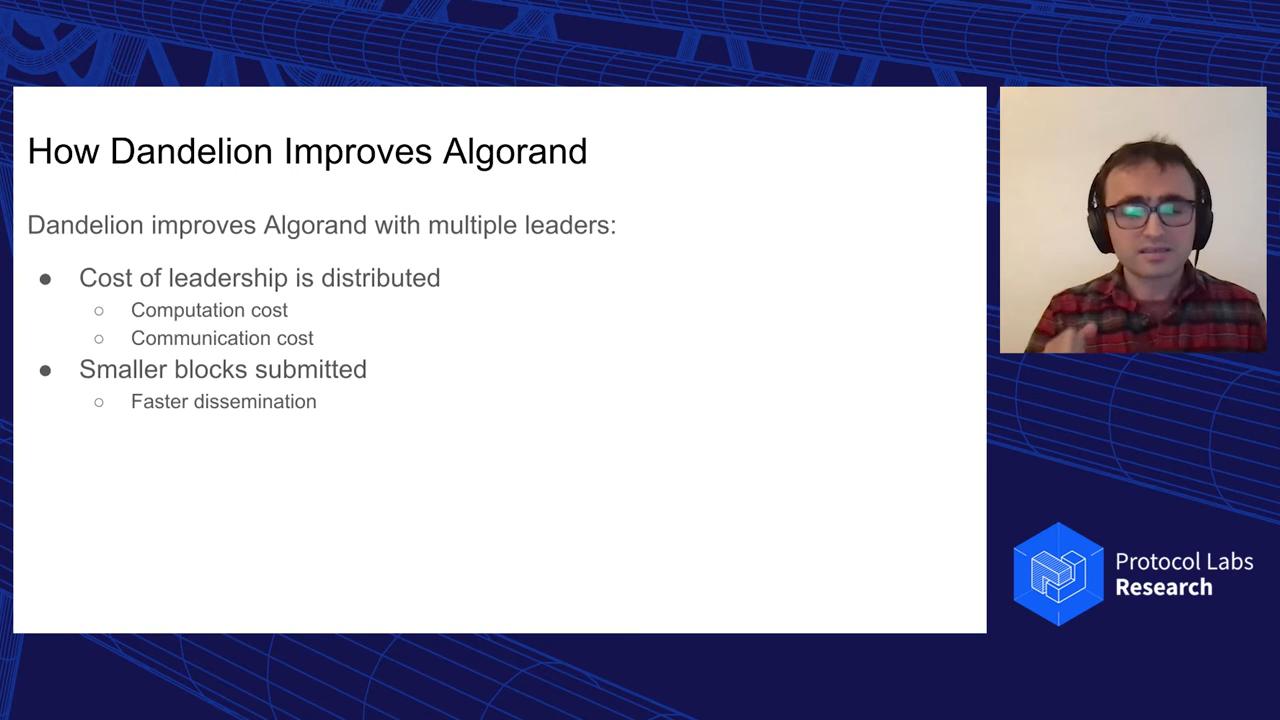 How Dandelion Improves Algorand
Dandelion improves Algorand with multiple leaders:
● Cost of leadership is distributed
○ Computation cost
○ Communication cost
● Smaller blocks submitted
○ Faster dissemination
Protocol Labs
Research